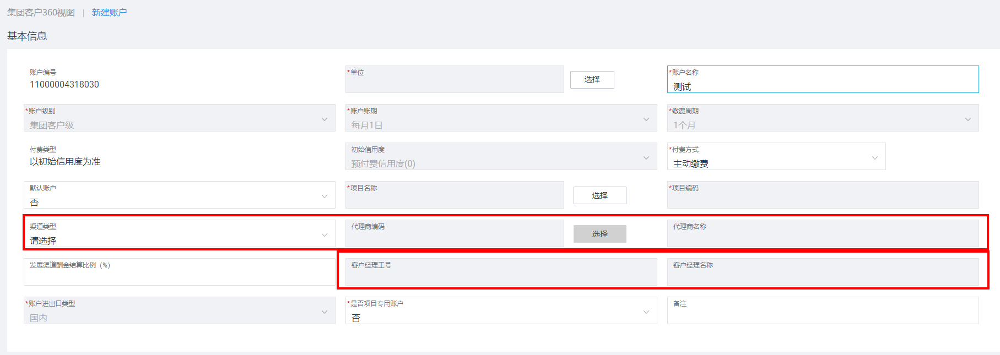 集团客户360视图 | 新建账户
基本信息
账户编号
11000004318030
*单位
选择
*账户名称
测试
*账户级别
集团客户级
*账户账期
每月1日
*缴费周期
1个月
付费类型
以初始信用度为准
初始信用度
预付费信用度(0)
*付费方式
主动缴费
默认账户
否
*项目名称
选择
*项目编码
渠道类型
请选择
代理商编码
选择
代理商名称
发展渠道酬金结算比例（%）
客户经理工号
客户经理名称
*账户进出口类型
国内
*是否项目专用账户
否
备注